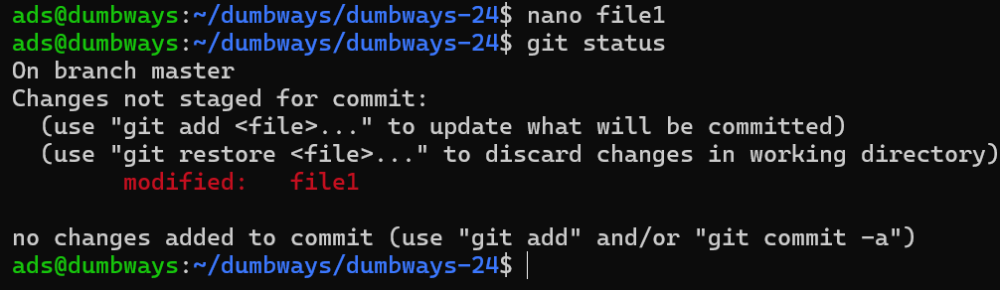 ads@dumbways:~/dumbways/dumbways-24$ nano file1
ads@dumbways:~/dumbways/dumbways-24$ git status
On branch master
Changes not staged for commit:
  (use "git add <file>..." to update what will be committed)
  (use "git restore <file>..." to discard changes in working directory)
        modified:   file1

no changes added to commit (use "git add" and/or "git commit -a")
ads@dumbways:~/dumbways/dumbways-24$